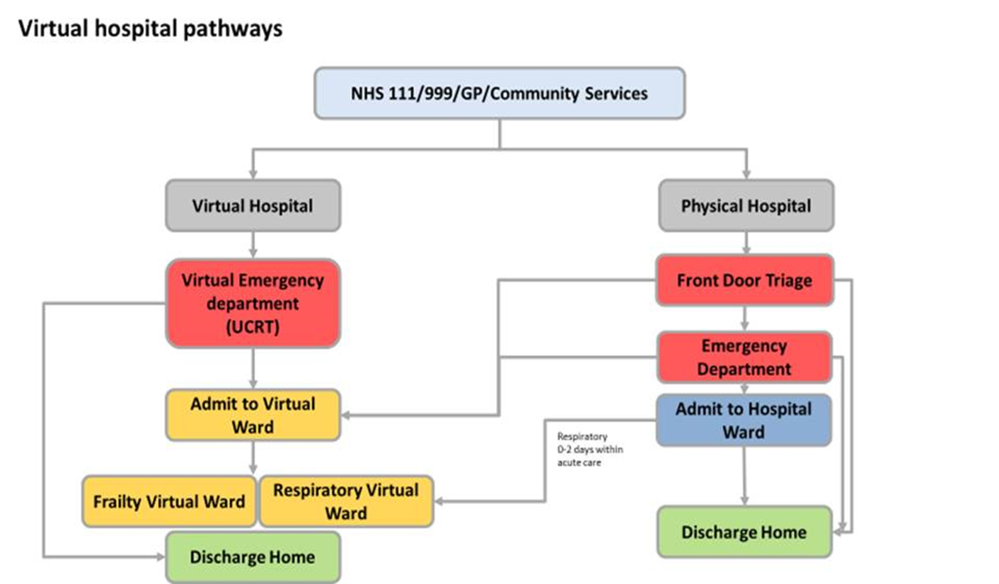 Virtual hospital pathways
NHS 111/999/GP/Community Services
Virtual Hospital
Physical Hospital
Virtual Emergency
department
(UCRT)
Front Door Triage
Emergency
Department
Admit to Virtual
Ward
Admit to Hospital
Ward
Respiratory
0-2 days within
acute care
Frailty Virtual Ward
Respiratory Virtual
Ward
Discharge Home
Discharge Home